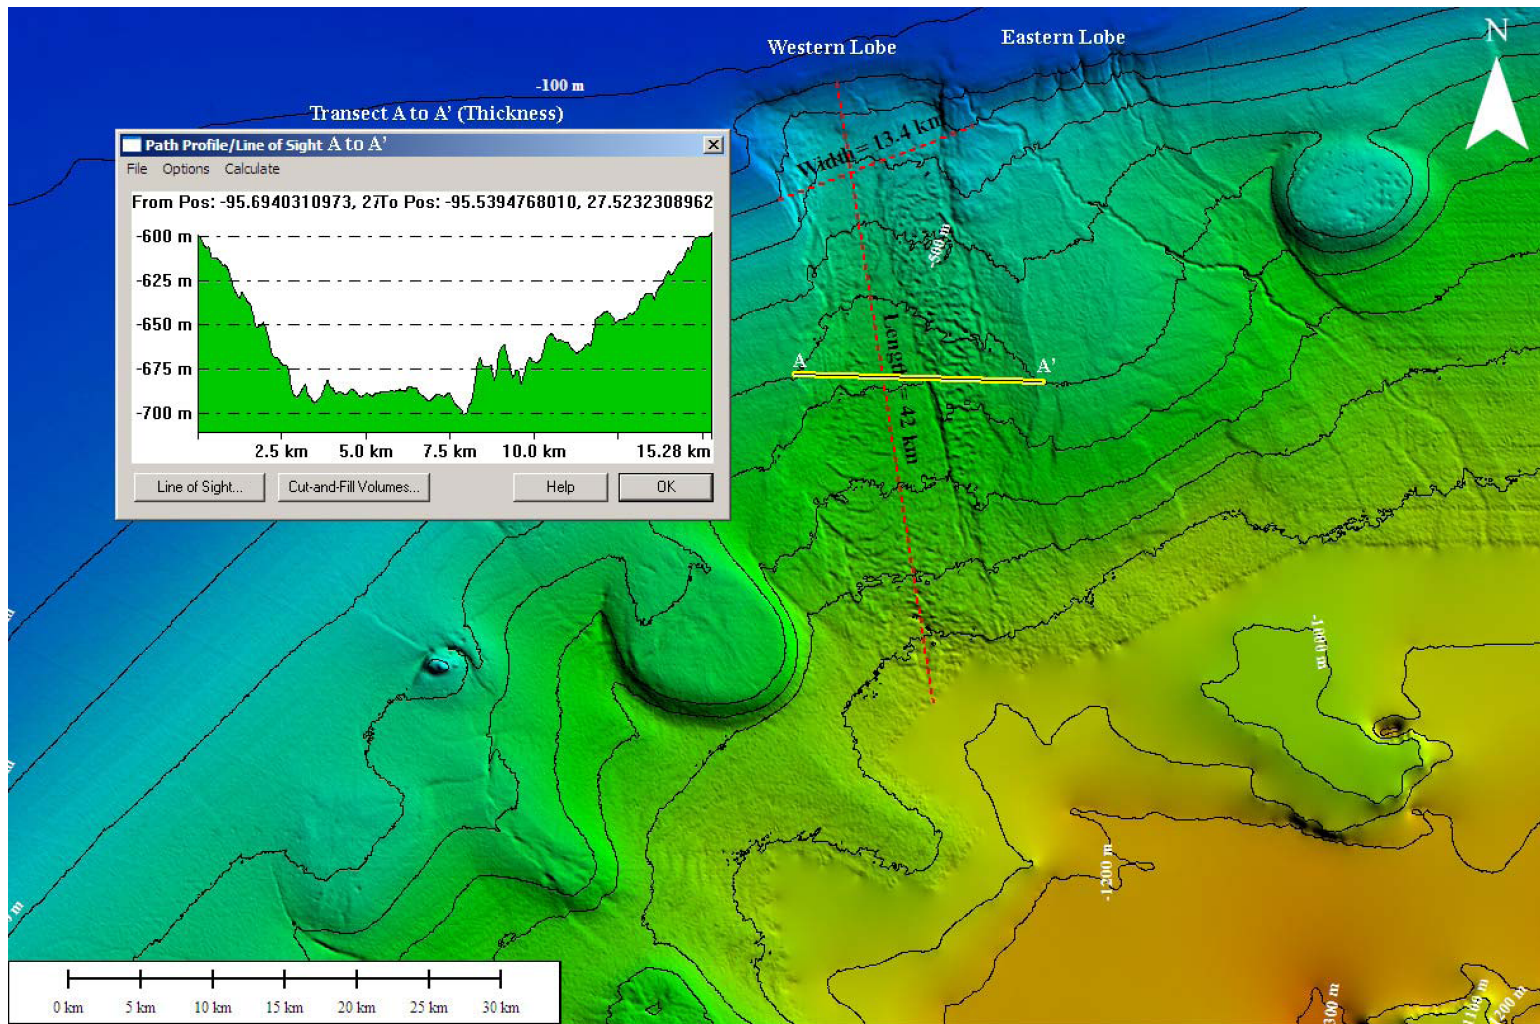 Western Lobe
Eastern Lobe
N
-100 m
Transect A to A' (Thickness)
Path Profile/Line of Sight A to A'
File Options Calculate
From Pos: -95.6940310973, 27To Pos: -95.5394768010, 27.5232308962
-600 m
-625 m
-650 m
-675 m
-700 m
2.5 km 5.0 km 7.5 km 10.0 km 15.28 km
Line of Sight... Cut-and-Fill Volumes... Help OK
Width = 13.4 km
-500 m
Length = 42 km
A
A'
-1000 m
-1200 m
1100 m
1200 m
0 km 5 km 10 km 15 km 20 km 25 km 30 km